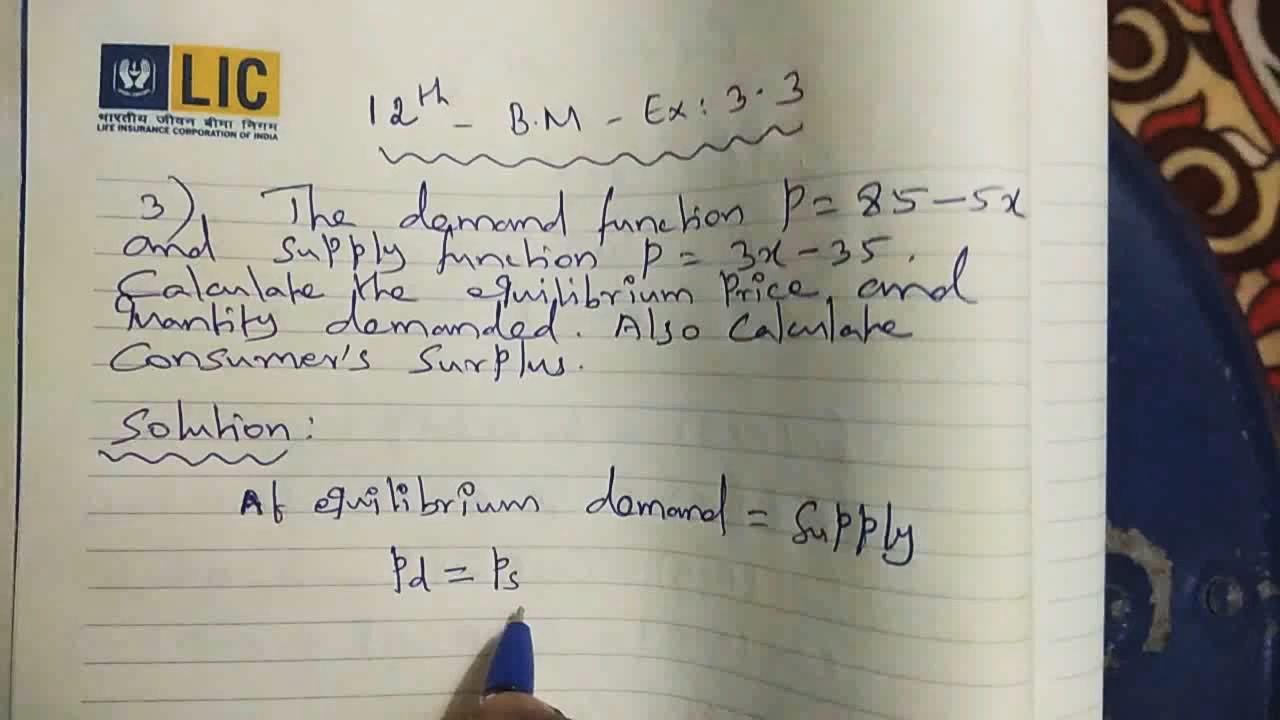 LIC
भारतीय जीवन बीमा निगम
LIFE INSURANCE CORPORATION OF INDIA
12th - B.M - Ex: 3.3
3). The demand function p = 85 - 5x
and supply function p = 3x - 35.
Calculate the equilibrium price, and
quantity demanded. Also calculate
consumer's surplus.
Solution:
At equilibrium demand = supply
Pd = Ps